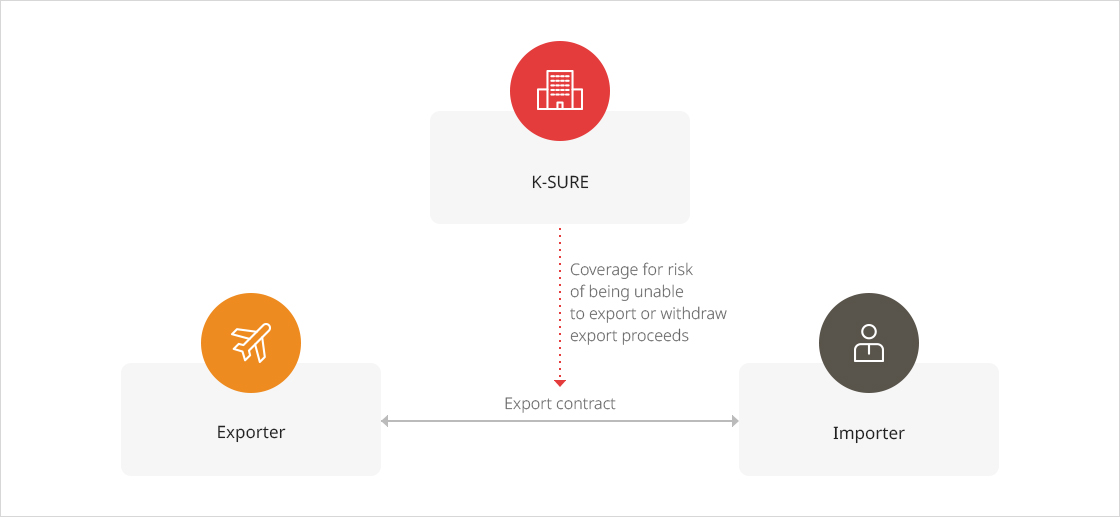 K-SURE
Coverage for risk
of being unable
to export or withdraw
export proceeds
Export contract
Exporter
Importer